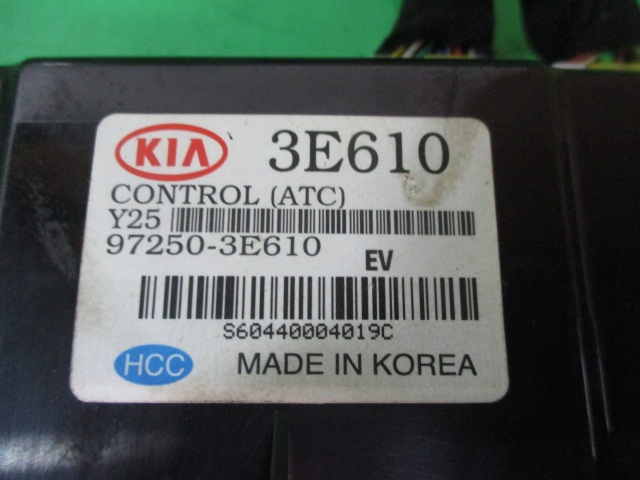 KIA 3E610
CONTROL (ATC)
Y25
97250-3E610
EV
S60440004019C
HCC MADE IN KOREA